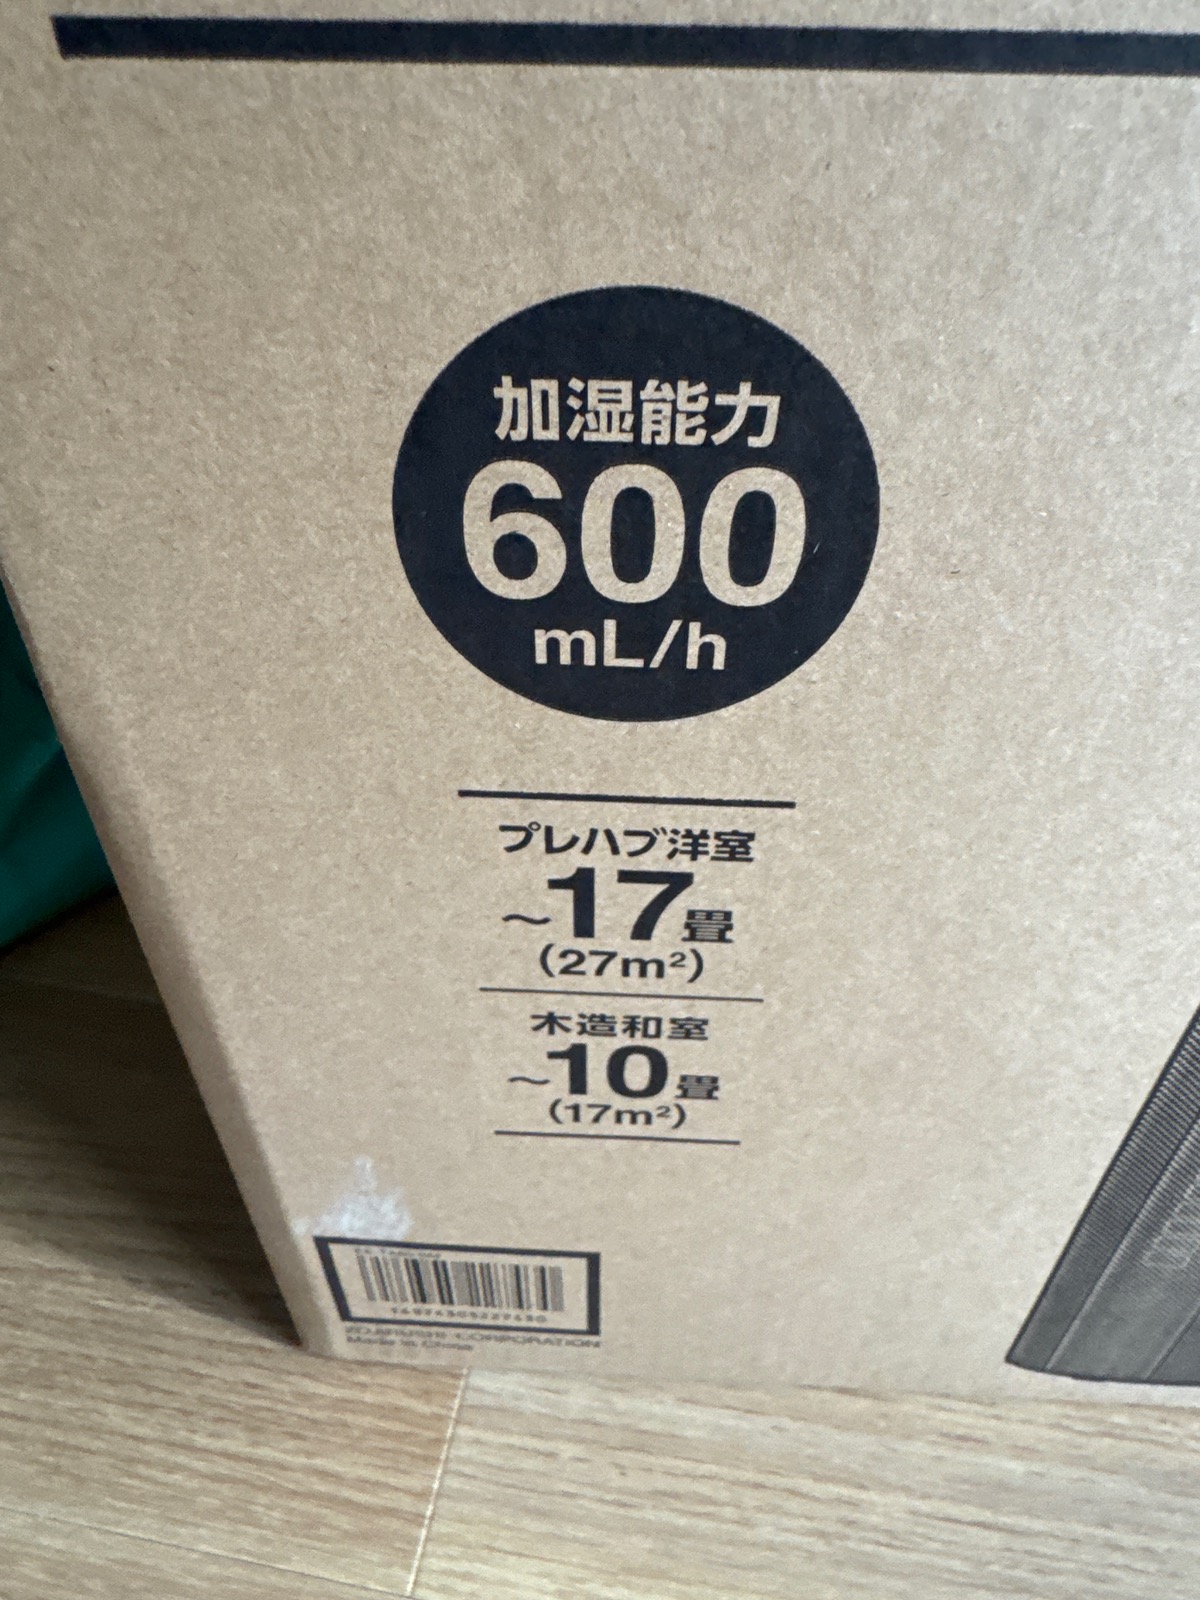 加湿能力
600
mL/h
プレハブ洋室
~17畳
(27m²)
木造和室
~10畳
(17m²)
ZOJIRUSHI CORPORATION
Made in China